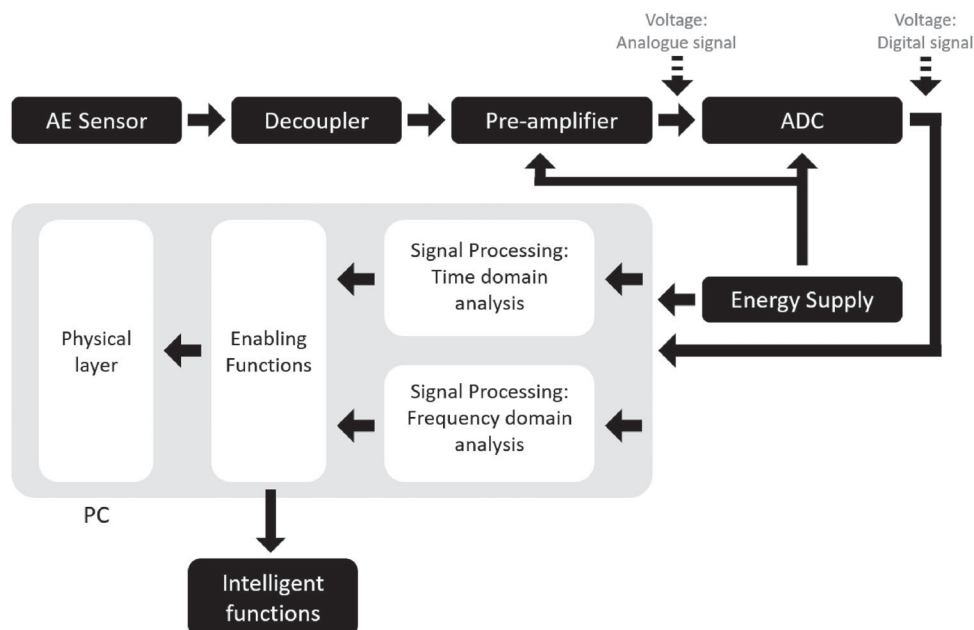 Voltage:
Analogue signal
Voltage:
Digital signal
AE Sensor
Decoupler
Pre-amplifier
ADC
Signal Processing:
Time domain
analysis
Energy Supply
Physical
layer
Enabling
Functions
Signal Processing:
Frequency domain
analysis
PC
Intelligent
functions